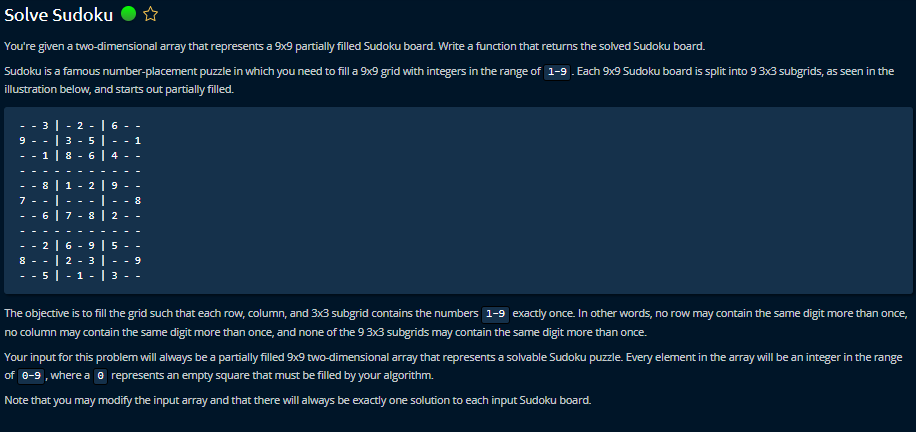 Solve Sudoku
You're given a two-dimensional array that represents a 9x9 partially filled Sudoku board. Write a function that returns the solved Sudoku board.
Sudoku is a famous number-placement puzzle in which you need to fill a 9x9 grid with integers in the range of 1-9. Each 9x9 Sudoku board is split into 9 3x3 subgrids, as seen in the
illustration below, and starts out partially filled.
- - 3 | - 2 - | 6 - -
9 - - | 3 - 5 | - - 1
- - 1 | 8 - 6 | 4 - -
- - - - - - - - - - -
- - 8 | 1 - 2 | 9 - -
7 - - | - - - | - - 8
- - 6 | 7 - 8 | 2 - -
- - - - - - - - - - -
- - 2 | 6 - 9 | 5 - -
8 - - | 2 - 3 | - - 9
- - 5 | - 1 - | 3 - -
The objective is to fill the grid such that each row, column, and 3x3 subgrid contains the numbers 1-9 exactly once. In other words, no row may contain the same digit more than once,
no column may contain the same digit more than once, and none of the 9 3x3 subgrids may contain the same digit more than once.
Your input for this problem will always be a partially filled 9x9 two-dimensional array that represents a solvable Sudoku puzzle. Every element in the array will be an integer in the range
of 0-9, where a 0 represents an empty square that must be filled by your algorithm.
Note that you may modify the input array and that there will always be exactly one solution to each input Sudoku board.